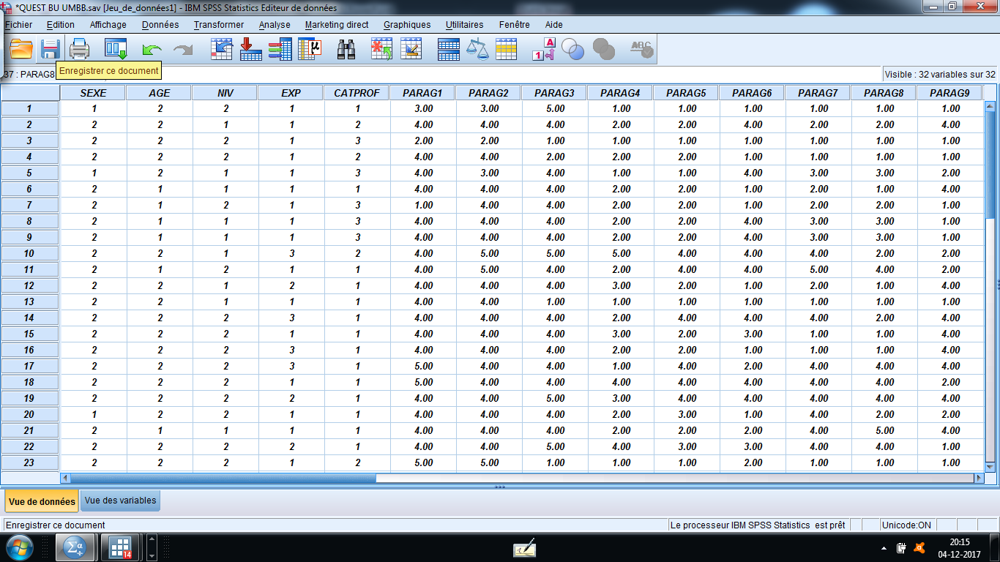 *QUEST BU UMBB.sav [Jeu_de_données1] - IBM SPSS Statistics Editeur de données
Fichier Edition Affichage Données Transformer Analyse Marketing direct Graphiques Utilitaires Fenêtre Aide
37 : PARAG8 Visible : 32 variables sur 32
Enregistrer ce document
SEXE AGE NIV EXP CATPROF PARAG1 PARAG2 PARAG3 PARAG4 PARAG5 PARAG6 PARAG7 PARAG8 PARAG9
1 1 2 2 1 1 3.00 3.00 5.00 1.00 1.00 1.00 1.00 1.00 1.00
2 2 2 1 1 2 4.00 4.00 4.00 2.00 2.00 4.00 2.00 2.00 4.00
3 2 2 2 1 3 2.00 2.00 1.00 1.00 1.00 1.00 1.00 1.00 1.00
4 2 2 2 1 2 4.00 4.00 2.00 2.00 2.00 1.00 1.00 1.00 1.00
5 1 2 1 1 3 4.00 3.00 4.00 1.00 1.00 4.00 3.00 3.00 2.00
6 2 1 1 1 1 4.00 4.00 4.00 2.00 2.00 1.00 2.00 1.00 4.00
7 2 1 2 1 3 1.00 4.00 4.00 2.00 2.00 1.00 2.00 2.00 1.00
8 2 1 1 1 3 4.00 4.00 4.00 2.00 2.00 4.00 3.00 3.00 1.00
9 2 1 1 1 3 4.00 4.00 4.00 2.00 2.00 4.00 3.00 3.00 1.00
10 2 2 1 3 2 4.00 5.00 5.00 5.00 4.00 4.00 4.00 2.00 2.00
11 2 1 2 1 1 4.00 5.00 4.00 2.00 4.00 4.00 5.00 4.00 2.00
12 2 2 1 2 1 4.00 4.00 4.00 3.00 2.00 1.00 2.00 1.00 4.00
13 2 2 1 1 1 4.00 4.00 1.00 1.00 1.00 1.00 1.00 1.00 1.00
14 2 2 2 3 1 4.00 4.00 4.00 2.00 4.00 4.00 4.00 2.00 4.00
15 2 2 2 1 1 4.00 4.00 4.00 3.00 2.00 3.00 1.00 1.00 4.00
16 2 2 2 3 1 4.00 4.00 4.00 2.00 2.00 1.00 1.00 1.00 4.00
17 2 2 2 3 1 5.00 4.00 4.00 1.00 4.00 2.00 4.00 4.00 4.00
18 2 2 2 1 1 5.00 4.00 4.00 4.00 4.00 4.00 4.00 4.00 2.00
19 2 2 2 2 1 4.00 4.00 5.00 3.00 4.00 4.00 4.00 4.00 4.00
20 1 2 2 1 1 4.00 4.00 4.00 2.00 3.00 1.00 4.00 2.00 2.00
21 2 1 1 1 1 4.00 4.00 4.00 2.00 2.00 2.00 4.00 5.00 4.00
22 2 2 2 2 1 4.00 4.00 5.00 4.00 3.00 3.00 4.00 4.00 1.00
23 2 2 2 1 2 5.00 5.00 1.00 1.00 1.00 2.00 1.00 1.00 1.00
Vue de données Vue des variables
Enregistrer ce document Le processeur IBM SPSS Statistics est prêt Unicode:ON
14
20:15
04-12-2017